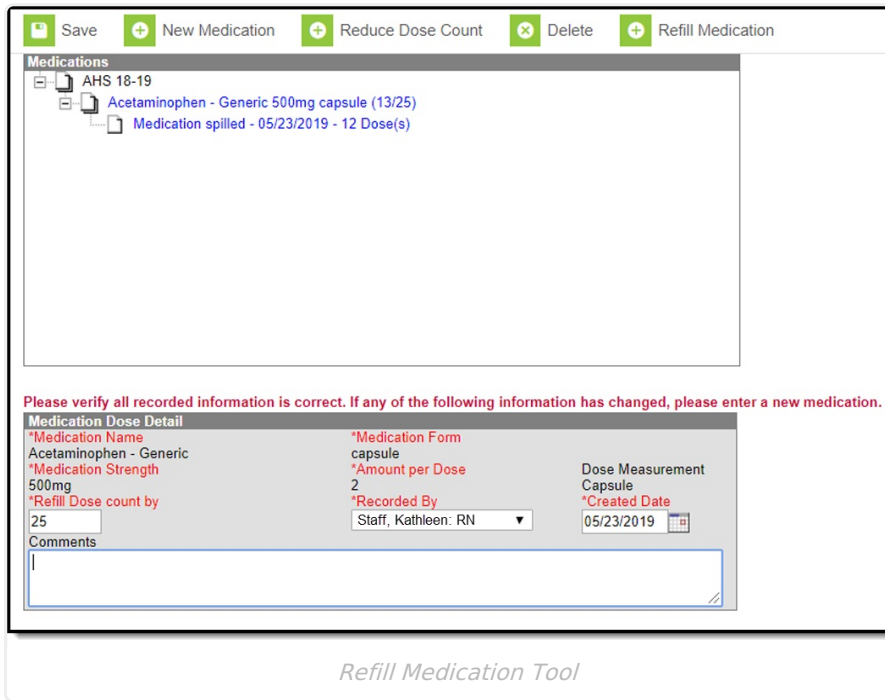 Save New Medication Reduce Dose Count Delete Refill Medication
Medications
AHS 18-19
Acetaminophen - Generic 500mg capsule (13/25)
Medication spilled - 05/23/2019 - 12 Dose(s)
Please verify all recorded information is correct. If any of the following information has changed, please enter a new medication.
Medication Dose Detail
*Medication Name *Medication Form
Acetaminophen - Generic capsule
*Medication Strength *Amount per Dose Dose Measurement
500mg 2 Capsule
*Refill Dose count by *Recorded By *Created Date
25 Staff, Kathleen: RN 05/23/2019
Comments
Refill Medication Tool